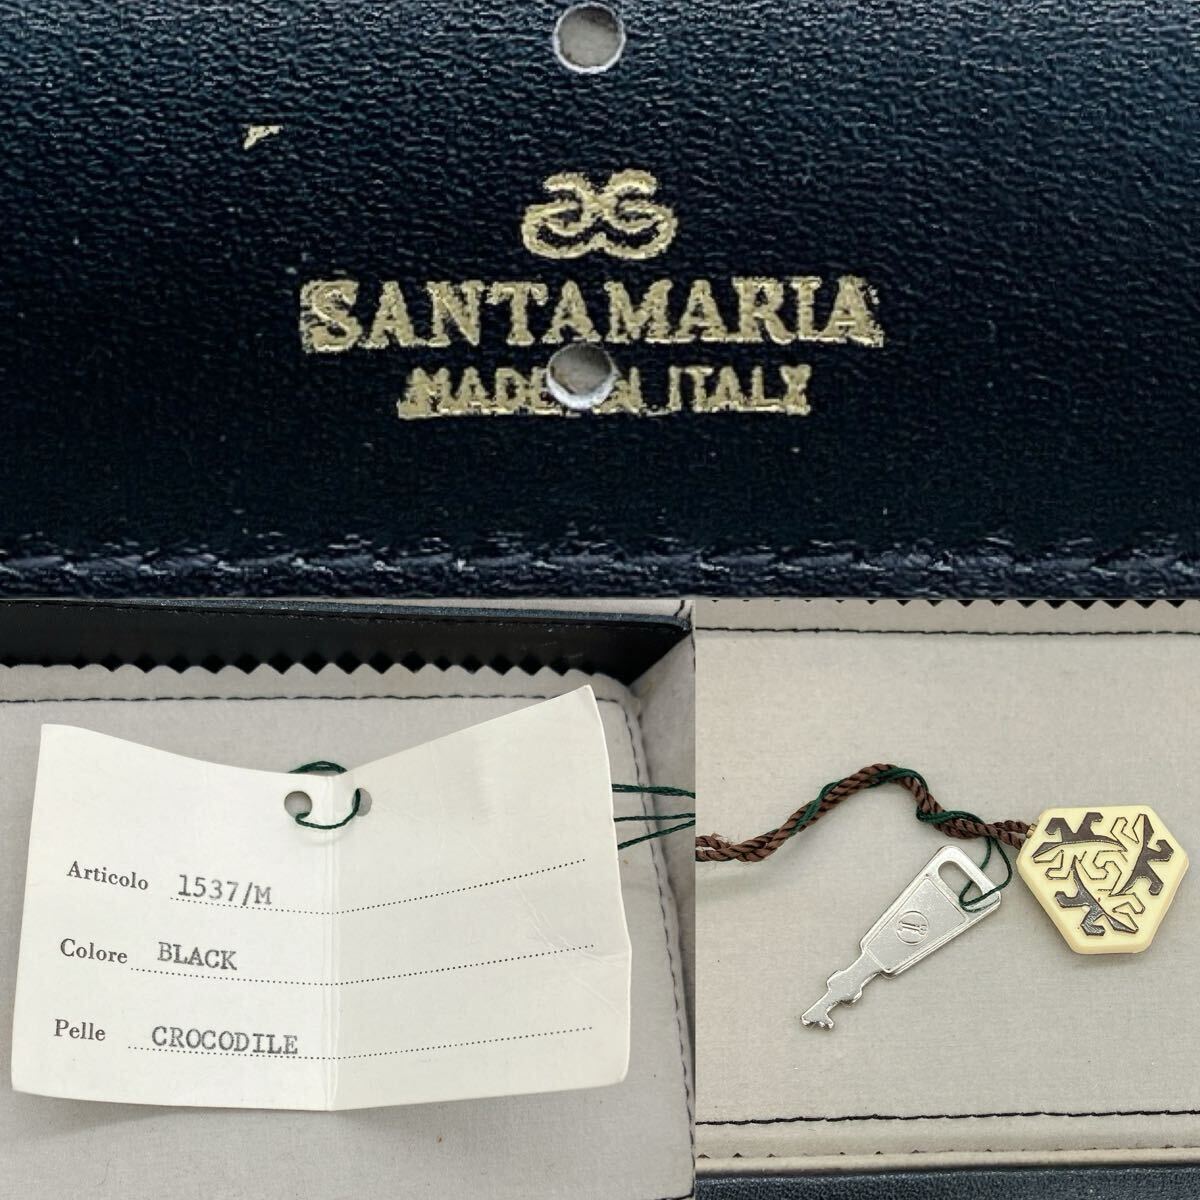 SANTAMARIA
MADE IN ITALY
Articolo 1537/M
Colore BLACK
Pelle CROCODILE